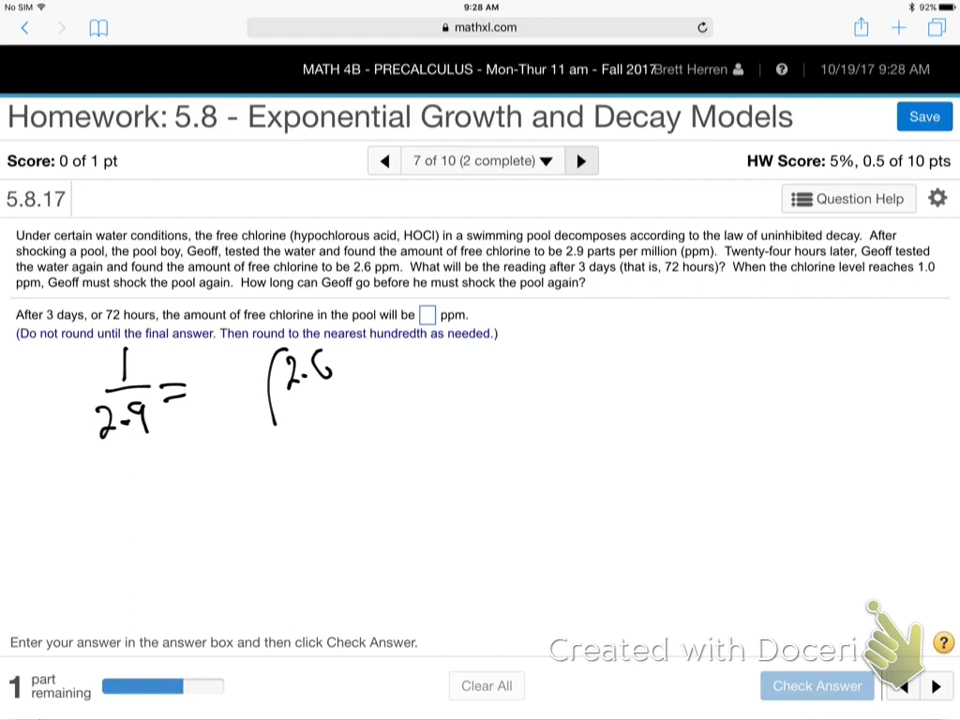 No SIM 9:28 AM 92%
mathxl.com
MATH 4B - PRECALCULUS - Mon-Thur 11 am - Fall 2017Brett Herren ? 10/19/17 9:28 AM
Homework: 5.8 - Exponential Growth and Decay Models Save
Score: 0 of 1 pt 7 of 10 (2 complete) HW Score: 5%, 0.5 of 10 pts
5.8.17 Question Help
Under certain water conditions, the free chlorine (hypochlorous acid, HOCl) in a swimming pool decomposes according to the law of uninhibited decay. After
shocking a pool, the pool boy, Geoff, tested the water and found the amount of free chlorine to be 2.9 parts per million (ppm). Twenty-four hours later, Geoff tested
the water again and found the amount of free chlorine to be 2.6 ppm. What will be the reading after 3 days (that is, 72 hours)? When the chlorine level reaches 1.0
ppm, Geoff must shock the pool again. How long can Geoff go before he must shock the pool again?
After 3 days, or 72 hours, the amount of free chlorine in the pool will be ppm.
(Do not round until the final answer. Then round to the nearest hundredth as needed.)
1
= (2.6
2.9
Enter your answer in the answer box and then click Check Answer. ?
Created with Doceri
1 part remaining Clear All Check Answer